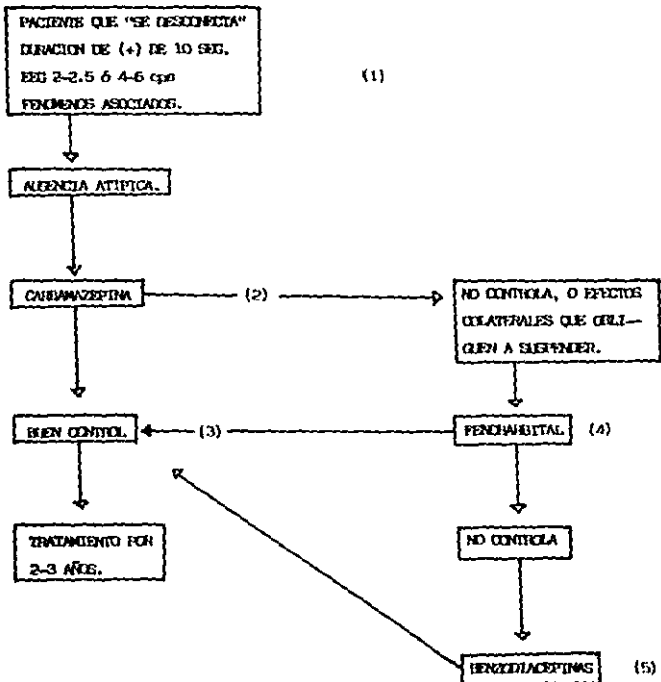 PACIENTE QUE "SE DESCONECTA"
DURACION DE (+) DE 10 SEG.
EEG 2-2.5 ó 4-6 cps
FENOMENOS ASOCIADOS.
(1)
AUSENCIA ATIPICA.
CARBAMAZEPINA
(2)
NO CONTROLA, O EFECTOS
COLATERALES QUE OBLI-
GUEN A SUSPENDER.
BUEN CONTROL
(3)
FENOBARBITAL
(4)
TRATAMIENTO POR
2-3 AÑOS.
NO CONTROLA
BENZODIACEPINAS
(5)